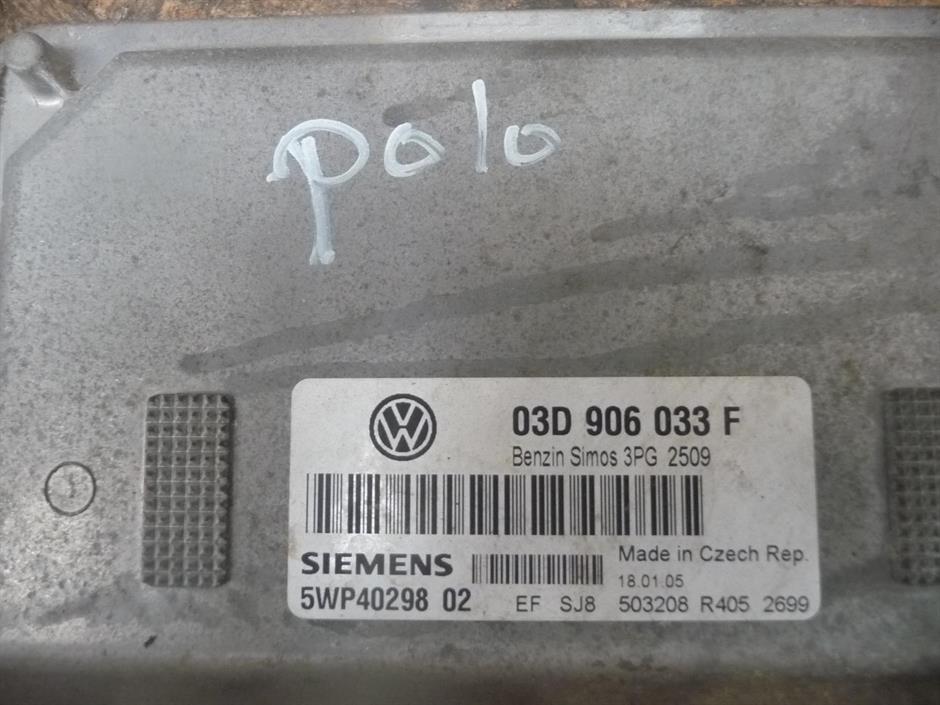 polo
VW
03D 906 033 F
Benzin Simos 3PG 2509
SIEMENS
Made in Czech Rep.
18.01.05
5WP40298 02
EF SJ8 503208 R405 2699